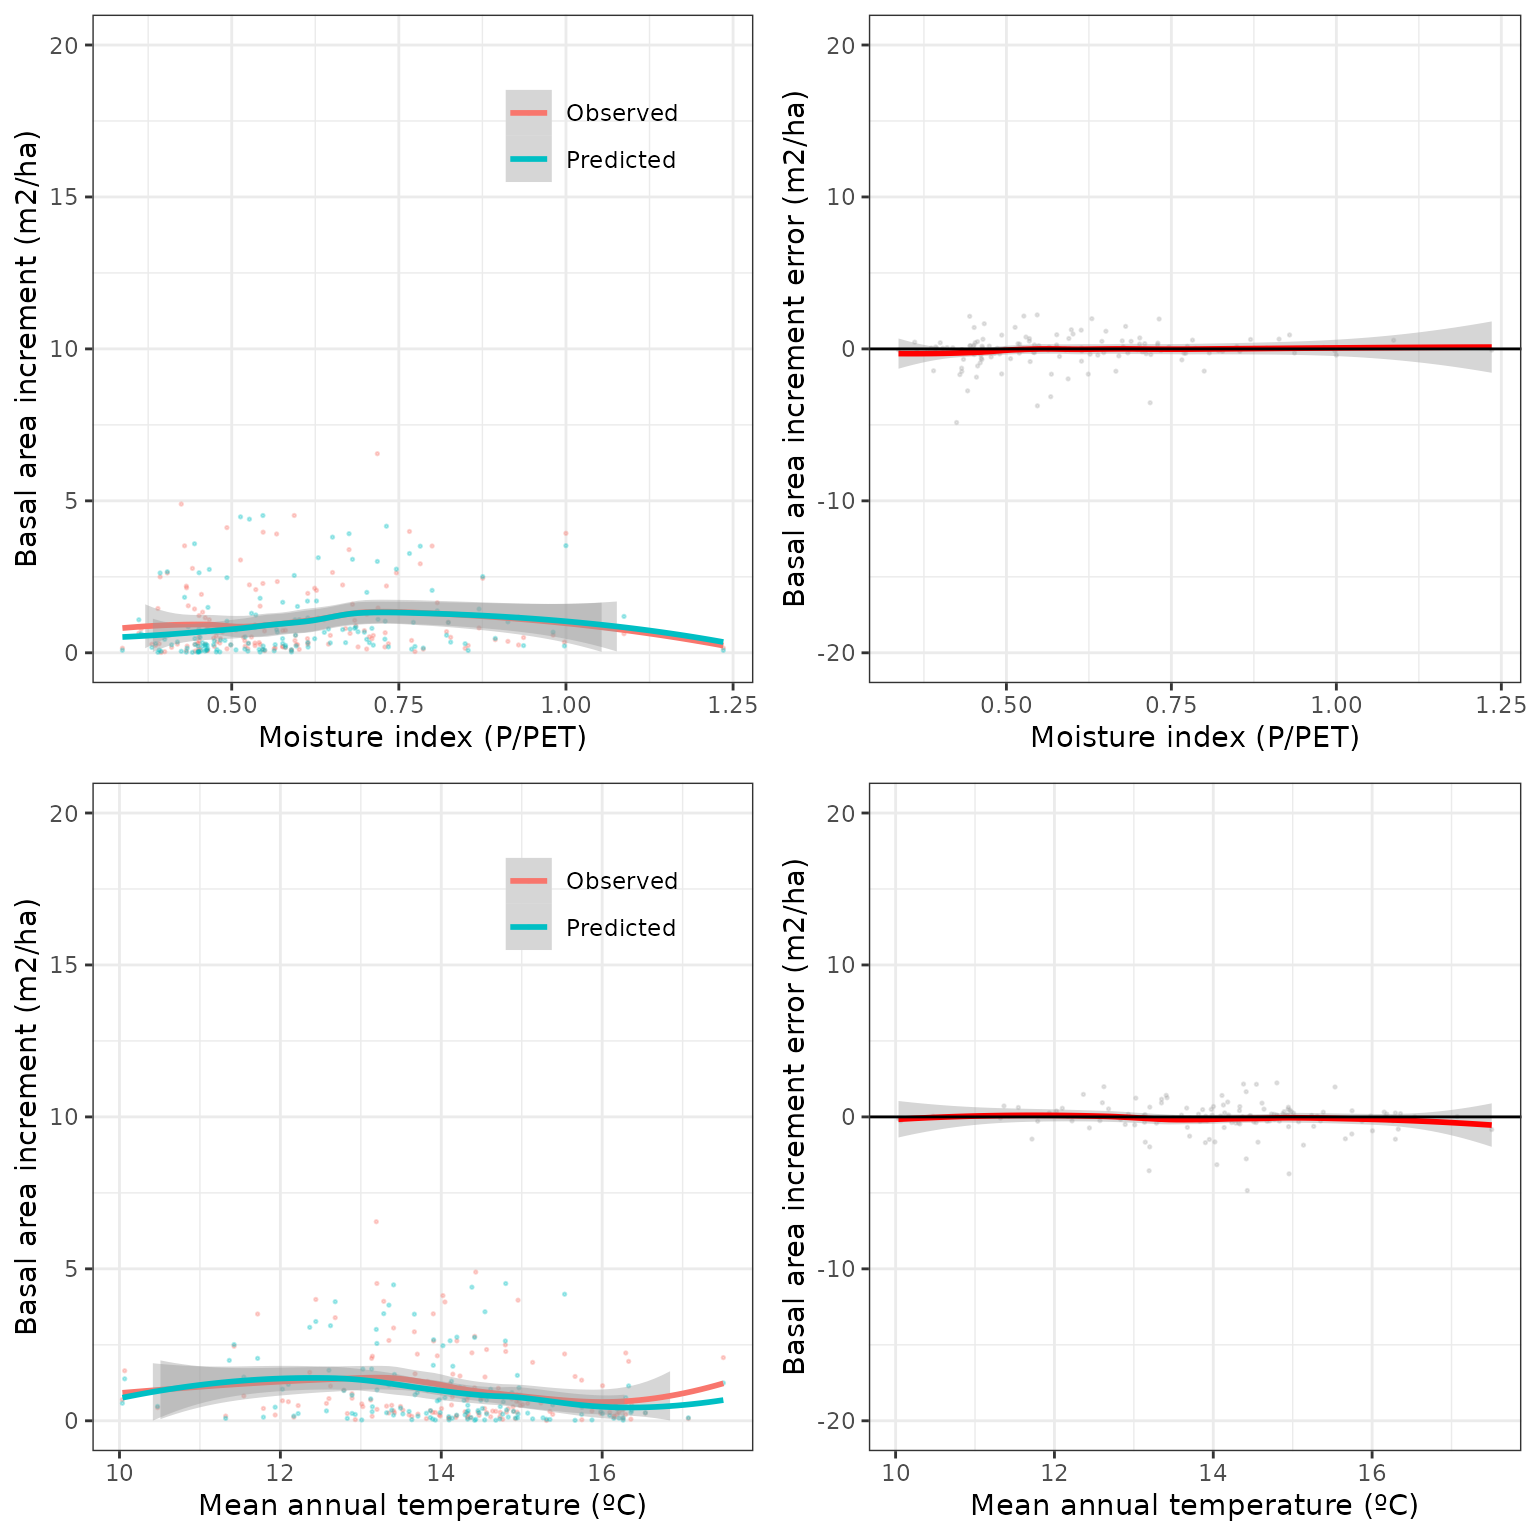 Basal area increment (m2/ha)
20
15
10
5
0
Observed
Predicted
0.50 0.75 1.00 1.25
Moisture index (P/PET)
Basal area increment error (m2/ha)
20
10
0
-10
-20
0.50 0.75 1.00 1.25
Moisture index (P/PET)
Basal area increment (m2/ha)
20
15
10
5
0
Observed
Predicted
10 12 14 16
Mean annual temperature (ºC)
Basal area increment error (m2/ha)
20
10
0
-10
-20
10 12 14 16
Mean annual temperature (ºC)